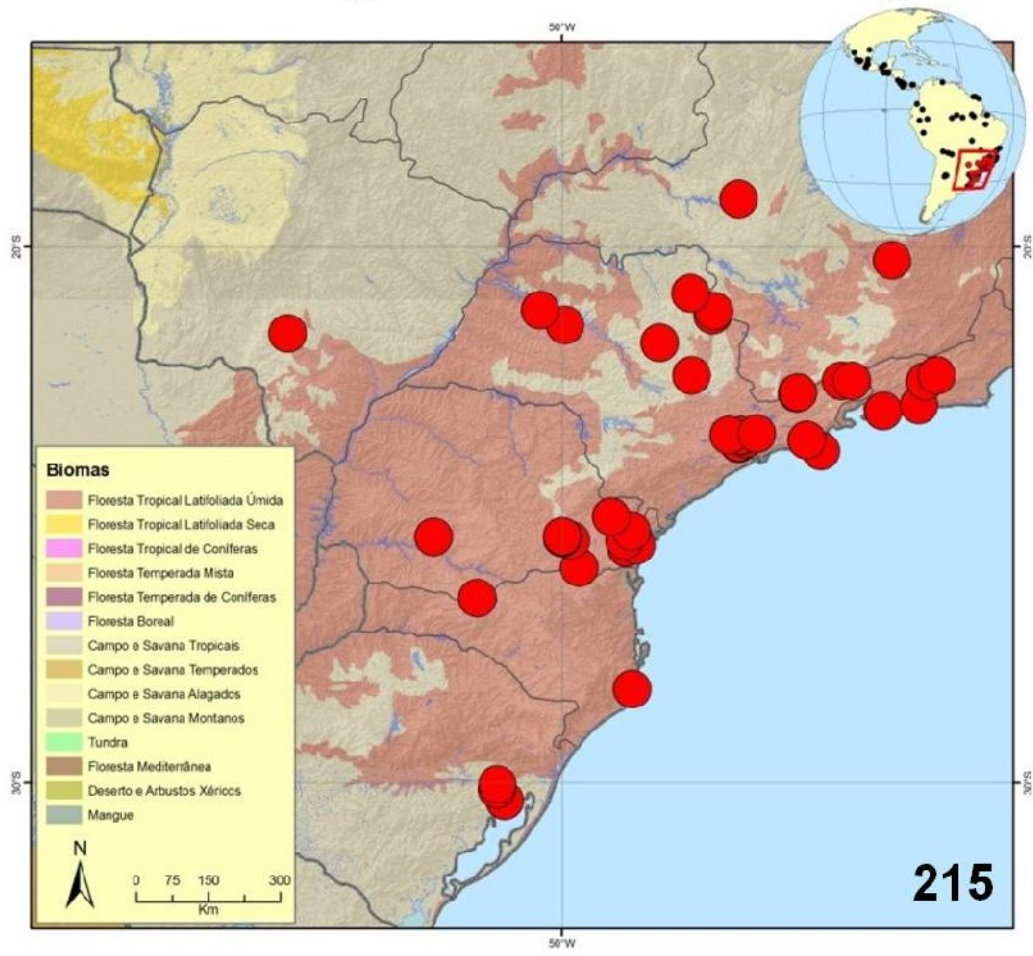 50°W
20°S
20°S
Biomas
Floresta Tropical Latifoliada Úmida
Floresta Tropical Latifoliada Seca
Floresta Tropical de Coníferas
Floresta Temperada Mista
Floresta Temperada de Coníferas
Floresta Boreal
Campo e Savana Tropicais
Campo e Savana Temperados
Campo e Savana Alagados
Campo e Savana Montanos
Tundra
Floresta Mediterrânea
Deserto e Arbustos Xéricos
Mangue
30°S
30°S
N
0 75 150 300
Km
215
50°W